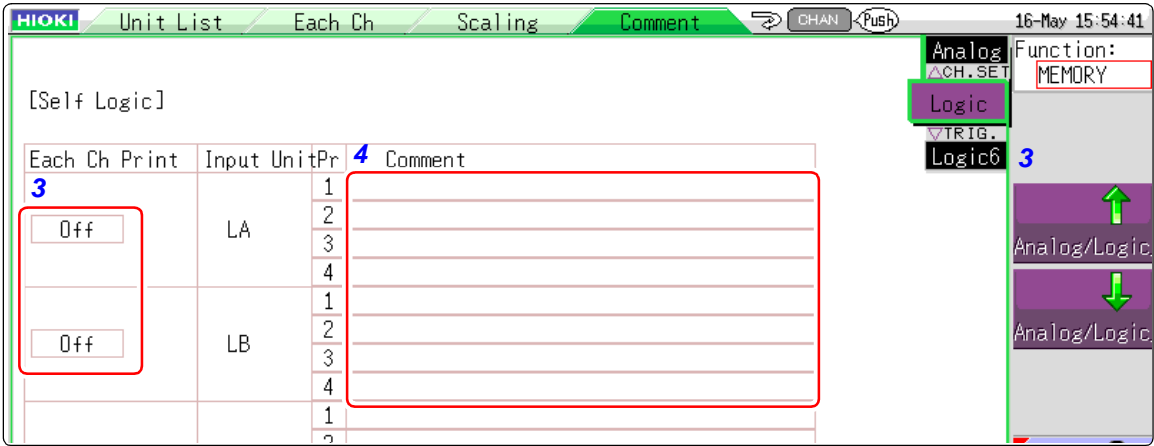 HIOKI Unit List Each Ch Scaling Comment CHAN Push 16-May 15:54:41
Analog Function:
△CH.SET MEMORY
[Self Logic] Logic
▽TRIG.
Each Ch Print Input Unit Pr 4 Comment Logic6 3
3 1
Off LA 2
3 Analog/Logic
4
1
Off LB 2 Analog/Logic
3
4
1
2